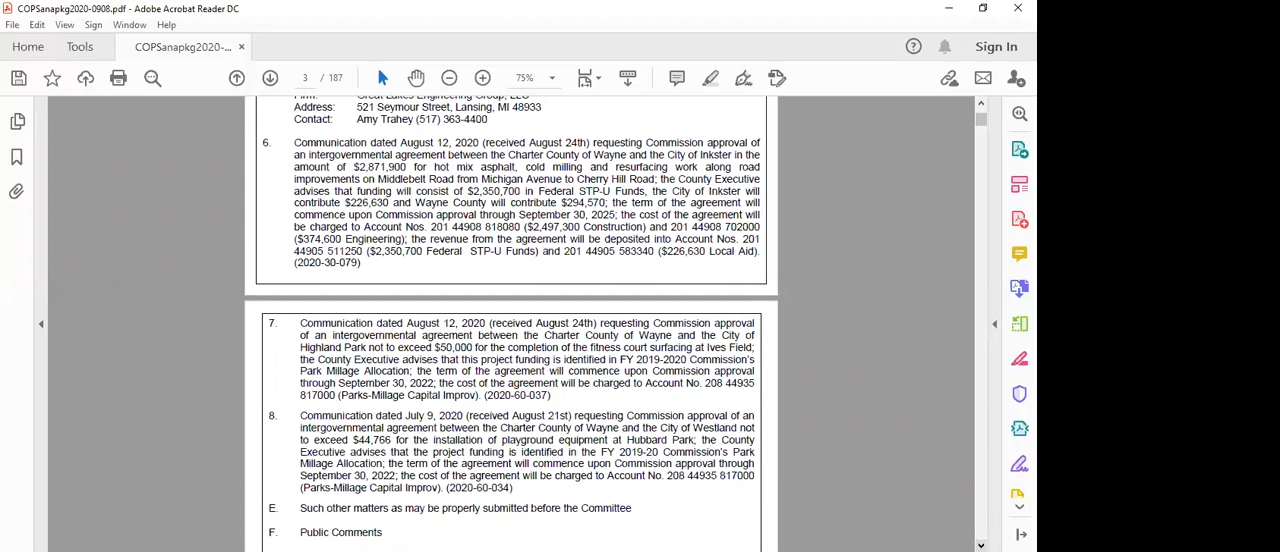 COPSanapkg2020-0908.pdf - Adobe Acrobat Reader DC
File Edit View Sign Window Help
Home Tools COPSanapkg2020-... × Sign In
3 / 187 75%
Firm: Great Lakes Engineering Group, LLC
Address: 521 Seymour Street, Lansing, MI 48933
Contact: Amy Trahey (517) 363-4400
6. Communication dated August 12, 2020 (received August 24th) requesting Commission approval of
an intergovernmental agreement between the Charter County of Wayne and the City of Inkster in the
amount of $2,871,900 for hot mix asphalt, cold milling and resurfacing work along road
improvements on Middlebelt Road from Michigan Avenue to Cherry Hill Road; the County Executive
advises that funding will consist of $2,350,700 in Federal STP-U Funds, the City of Inkster will
contribute $226,630 and Wayne County will contribute $294,570; the term of the agreement will
commence upon Commission approval through September 30, 2025; the cost of the agreement will
be charged to Account Nos. 201 44908 818080 ($2,497,300 Construction) and 201 44908 702000
($374,600 Engineering); the revenue from the agreement will be deposited into Account Nos. 201
44905 511250 ($2,350,700 Federal STP-U Funds) and 201 44905 583340 ($226,630 Local Aid).
(2020-30-079)
7. Communication dated August 12, 2020 (received August 24th) requesting Commission approval
of an intergovernmental agreement between the Charter County of Wayne and the City of
Highland Park not to exceed $50,000 for the completion of the fitness court surfacing at Ives Field;
the County Executive advises that this project funding is identified in FY 2019-2020 Commission's
Park Millage Allocation; the term of the agreement will commence upon Commission approval
through September 30, 2022; the cost of the agreement will be charged to Account No. 208 44935
817000 (Parks-Millage Capital Improv). (2020-60-037)
8. Communication dated July 9, 2020 (received August 21st) requesting Commission approval of an
intergovernmental agreement between the Charter County of Wayne and the City of Westland not
to exceed $44,766 for the installation of playground equipment at Hubbard Park; the County
Executive advises that the project funding is identified in the FY 2019-20 Commission's Park
Millage Allocation; the term of the agreement will commence upon Commission approval through
September 30, 2022; the cost of the agreement will be charged to Account No. 208 44935 817000
(Parks-Millage Capital Improv). (2020-60-034)
E. Such other matters as may be properly submitted before the Committee
F. Public Comments